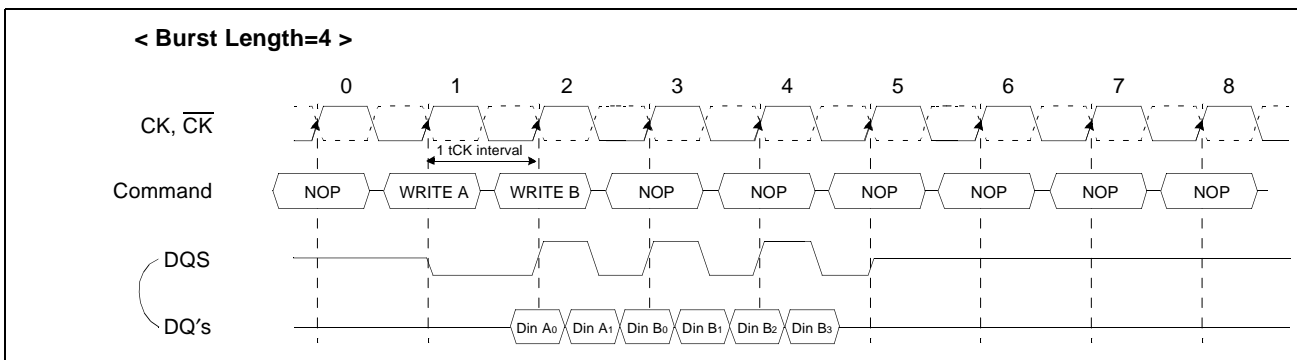 < Burst Length=4 >
0 1 2 3 4 5 6 7 8
CK, CK
1 tCK interval
Command NOP WRITE A WRITE B NOP NOP NOP NOP NOP NOP
DQS
DQ's Din A0 Din A1 Din B0 Din B1 Din B2 Din B3